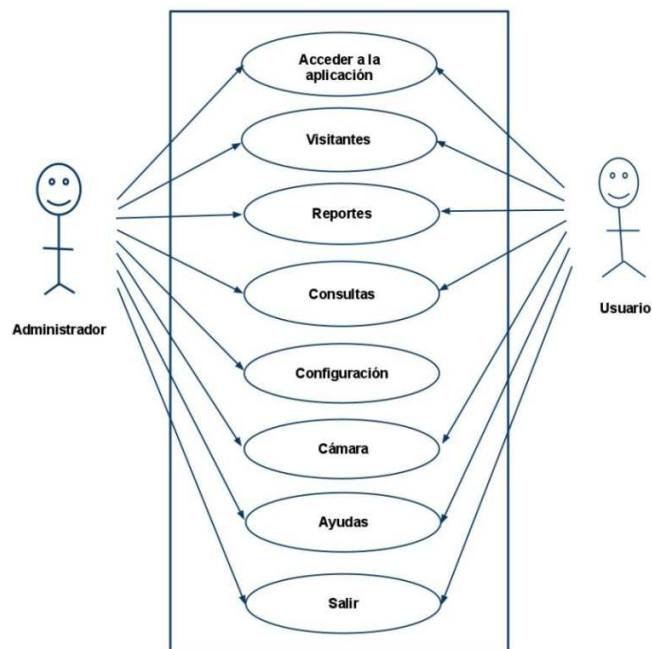 Acceder a la
aplicación
Visitantes
Reportes
Consultas
Administrador
Usuario
Configuración
Cámara
Ayudas
Salir